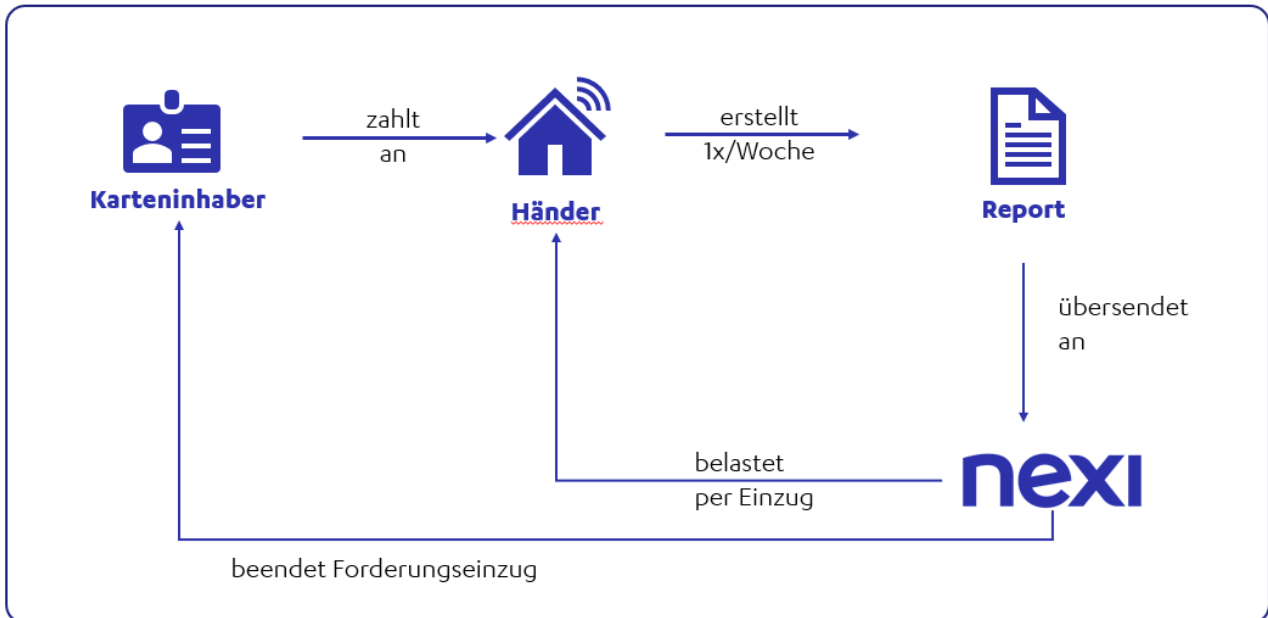 zahlt
an
erstellt
1x/Woche
Karteninhaber
Händer
Report
übersendet
an
belastet
per Einzug
nexi
beendet Forderungseinzug